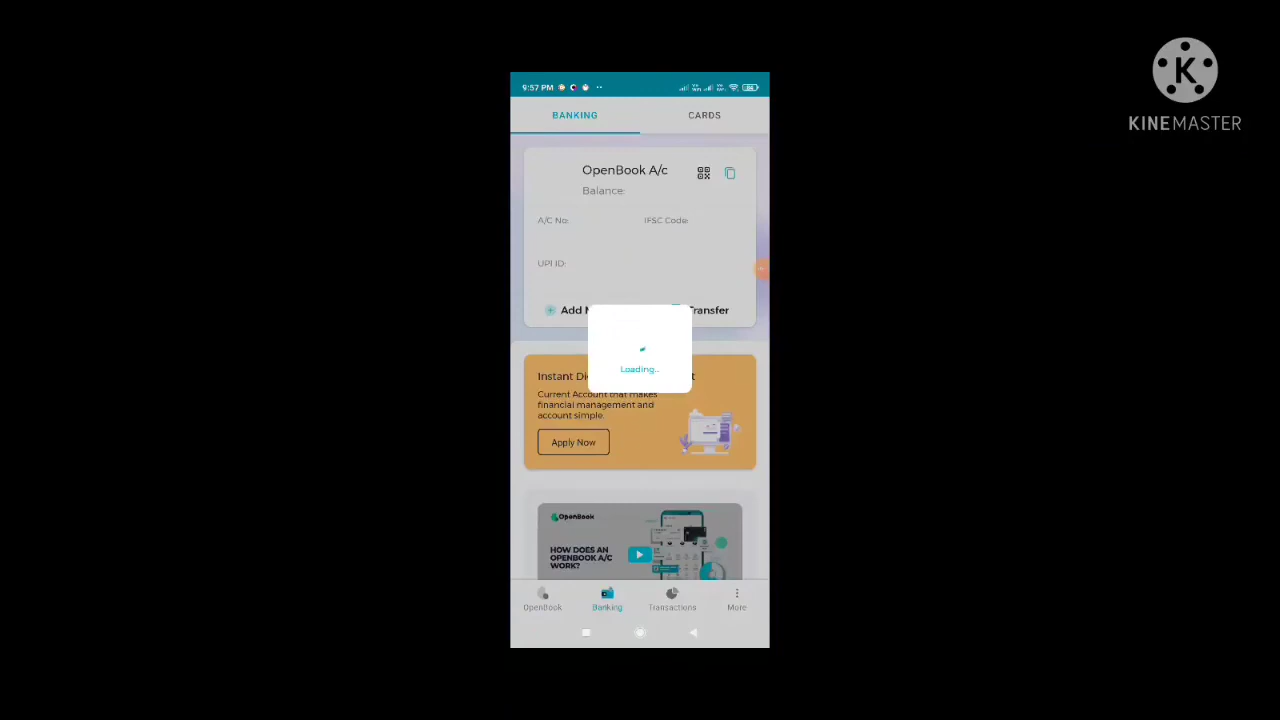 KINEMASTER
9:57 PM
BANKING CARDS
OpenBook A/c
Balance:
A/C No: IFSC Code:
UPI ID:
Add Transfer
Loading..
Instant
Current Account that makes
financial management and
account simple.
Apply Now
OpenBook
HOW DOES AN
OPENBOOK A/C
WORK?
OpenBook Banking Transactions More